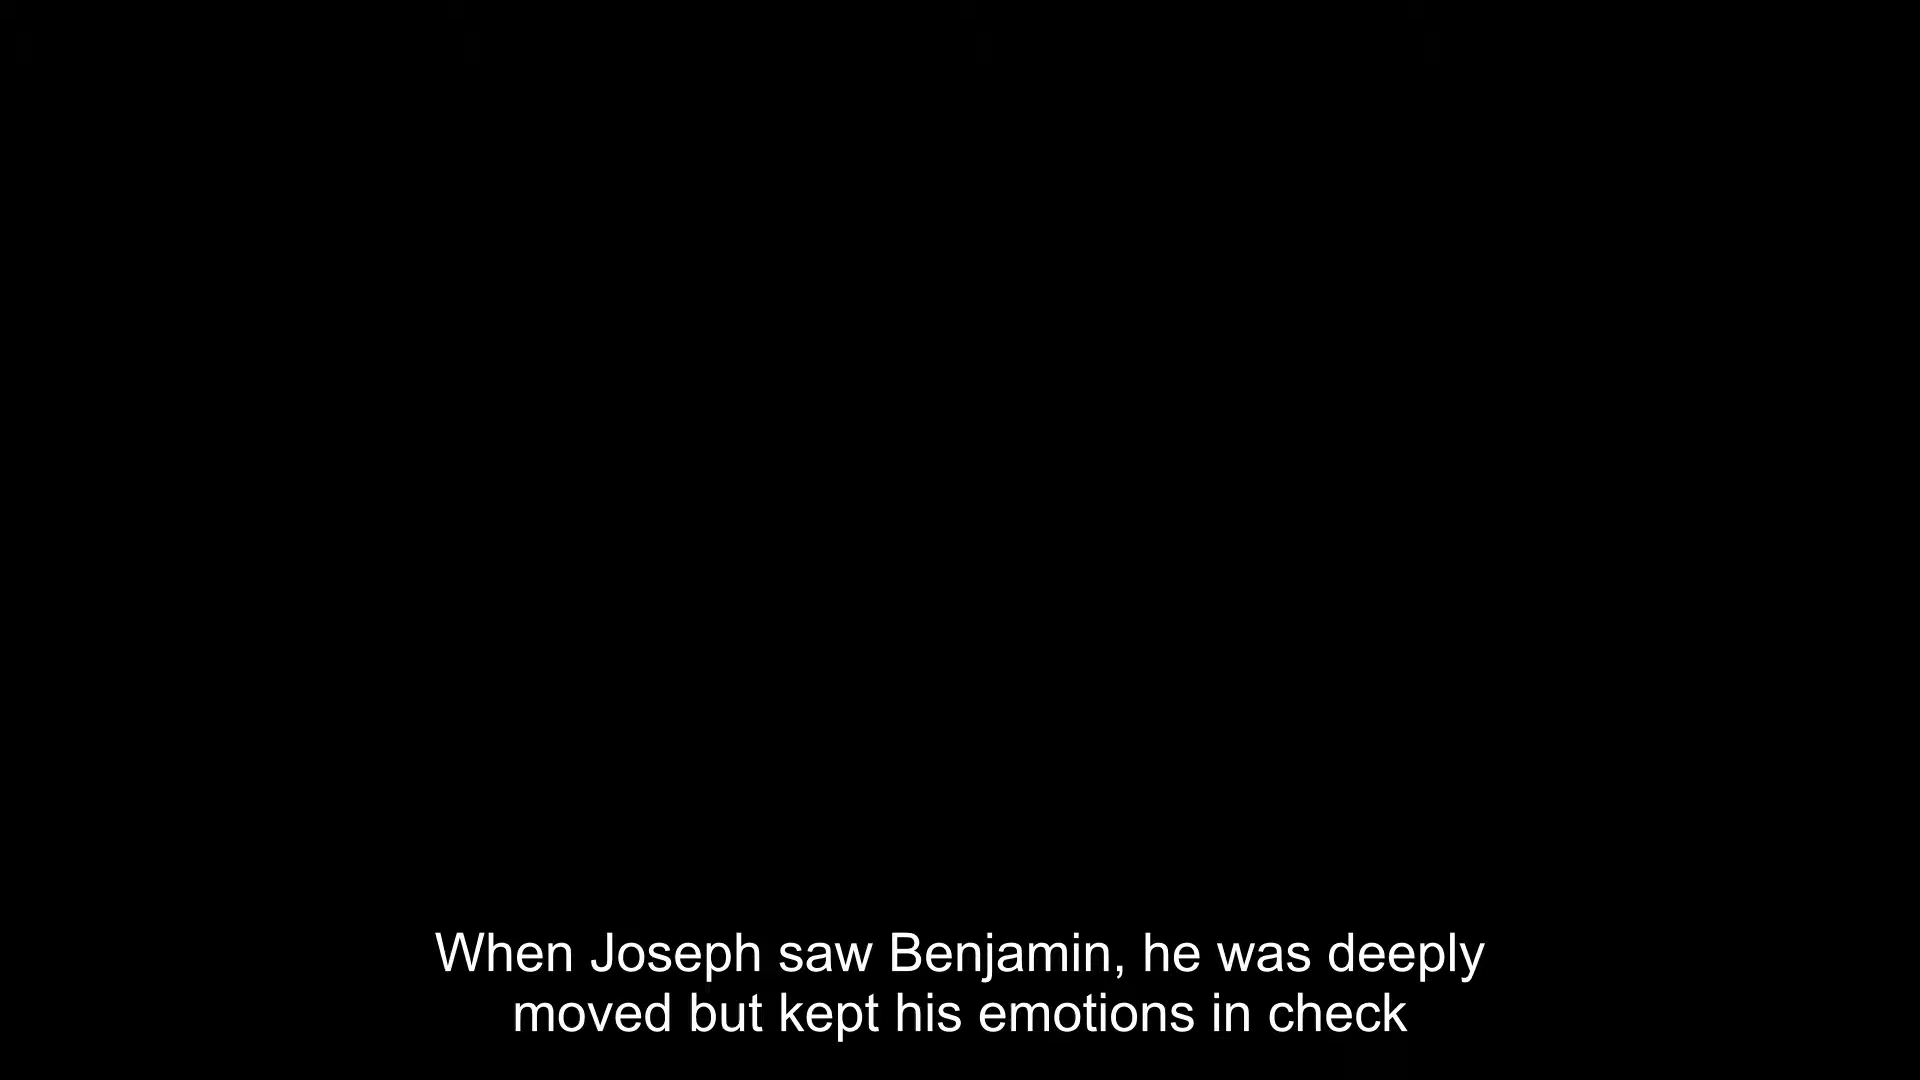 When Joseph saw Benjamin, he was deeply
moved but kept his emotions in check